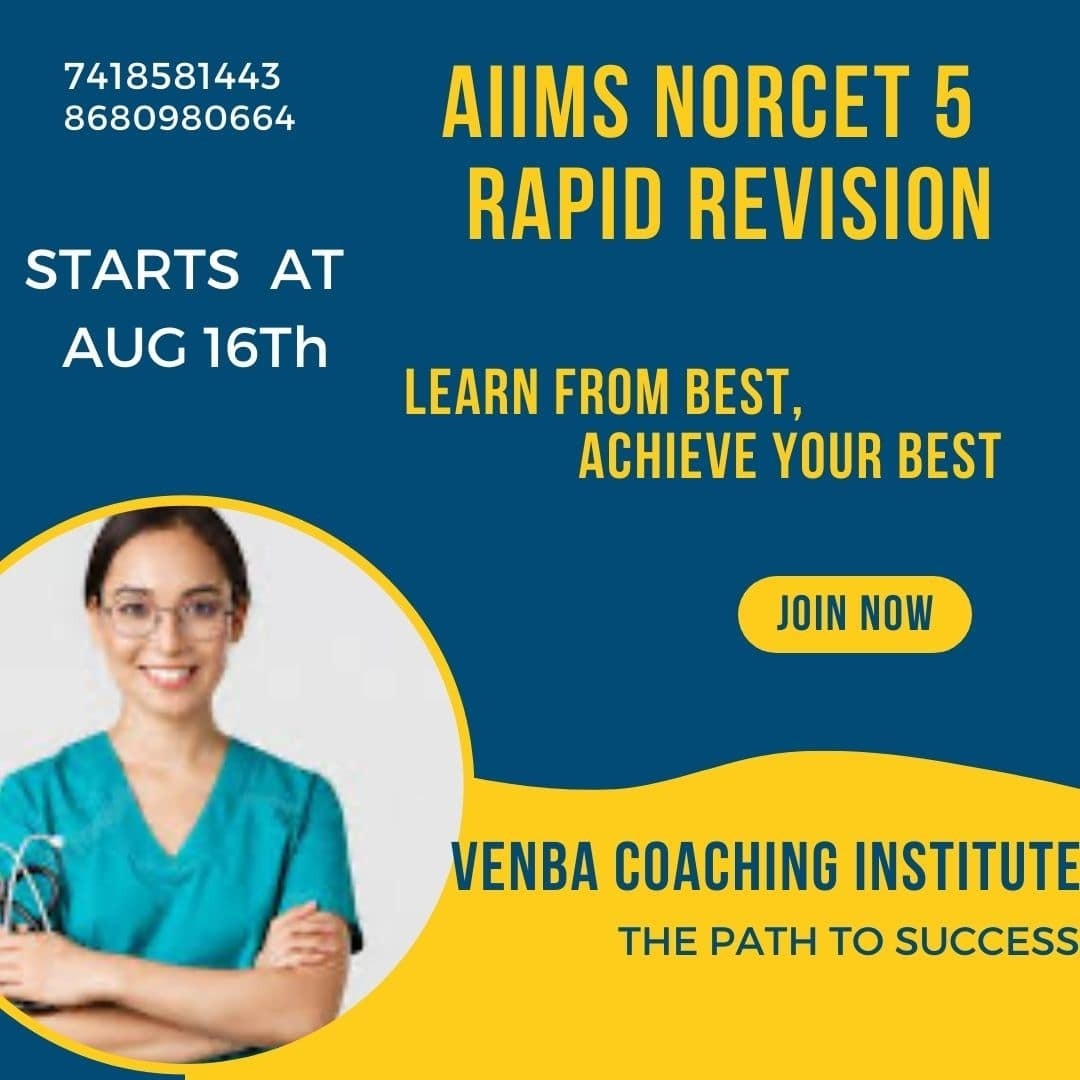 7418581443
8680980664
AIIMS NORCET 5
RAPID REVISION
STARTS AT
AUG 16Th
LEARN FROM BEST,
ACHIEVE YOUR BEST
JOIN NOW
VENBA COACHING INSTITUTE
THE PATH TO SUCCESS